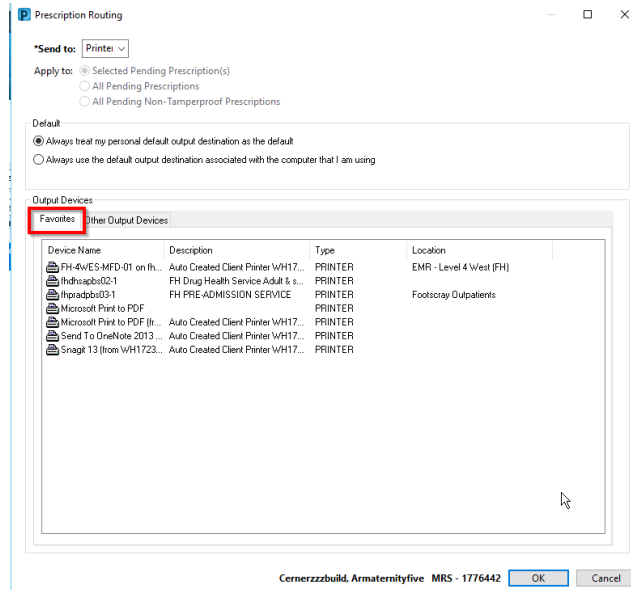 Prescription Routing
*Send to: Printer
Apply to: Selected Pending Prescription(s)
All Pending Prescriptions
All Pending Non-Tamperproof Prescriptions
Default
Always treat my personal default output destination as the default
Always use the default output destination associated with the computer that I am using
Output Devices
Favorites Other Output Devices
Device Name Description Type Location
FH-4WES-MFD-01 on fh... Auto Created Client Printer WH17... PRINTER EMR - Level 4 West (FH)
fhdhsapbs02-1 FH Drug Health Service Adult & s... PRINTER
fhpradpbs03-1 FH PRE-ADMISSION SERVICE PRINTER Footscray Outpatients
Microsoft Print to PDF PRINTER
Microsoft Print to PDF (fr... Auto Created Client Printer WH17... PRINTER
Send To OneNote 2013 ... Auto Created Client Printer WH17... PRINTER
Snagit 13 (from WH1723... Auto Created Client Printer WH17... PRINTER
Cernerzzzbuild, Armaternityfive MRS - 1776442 OK Cancel